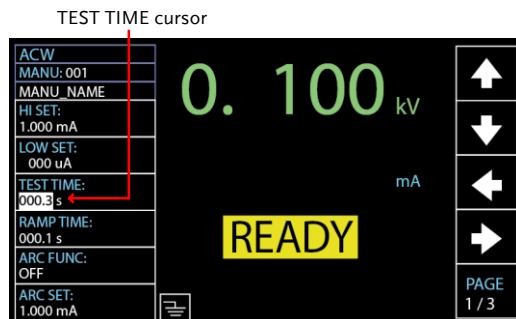 TEST TIME cursor
ACW
MANU: 001
MANU_NAME
HI SET:
1.000 mA
LOW SET:
000 uA
TEST TIME:
000.3 s
RAMP TIME:
000.1 s
ARC FUNC:
OFF
ARC SET:
1.000 mA
0. 100 kV
mA
READY
PAGE
1 / 3